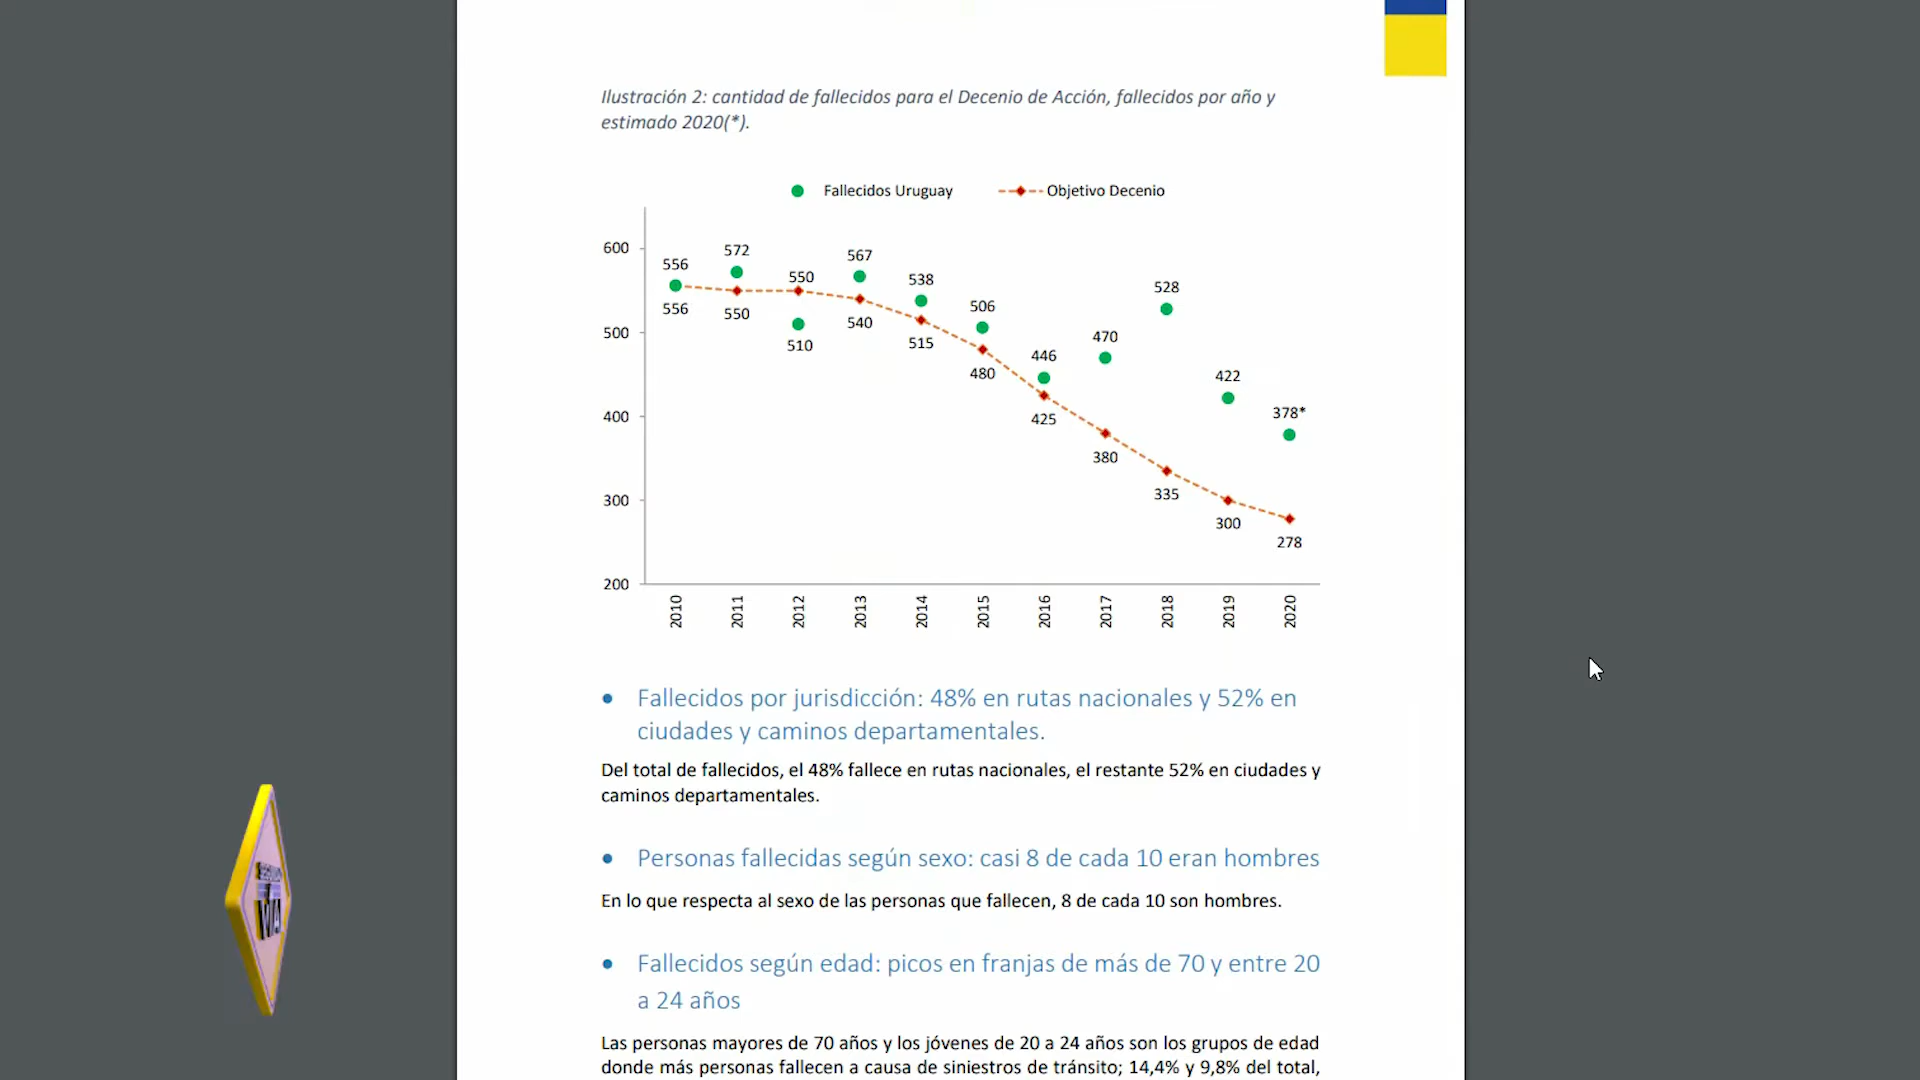 Ilustración 2: cantidad de fallecidos para el Decenio de Acción, fallecidos por año y
estimado 2020(*).
Fallecidos Uruguay
Objetivo Decenio
600
500
400
300
200
556
572
550
567
538
506
446
470
528
422
378*
556
550
510
540
515
480
425
380
335
300
278
2010
2011
2012
2013
2014
2015
2016
2017
2018
2019
2020
• Fallecidos por jurisdicción: 48% en rutas nacionales y 52% en
ciudades y caminos departamentales.
Del total de fallecidos, el 48% fallece en rutas nacionales, el restante 52% en ciudades y
caminos departamentales.
• Personas fallecidas según sexo: casi 8 de cada 10 eran hombres
En lo que respecta al sexo de las personas que fallecen, 8 de cada 10 son hombres.
• Fallecidos según edad: picos en franjas de más de 70 y entre 20
a 24 años
Las personas mayores de 70 años y los jóvenes de 20 a 24 años son los grupos de edad
donde más personas fallecen a causa de siniestros de tránsito; 14,4% y 9,8% del total,